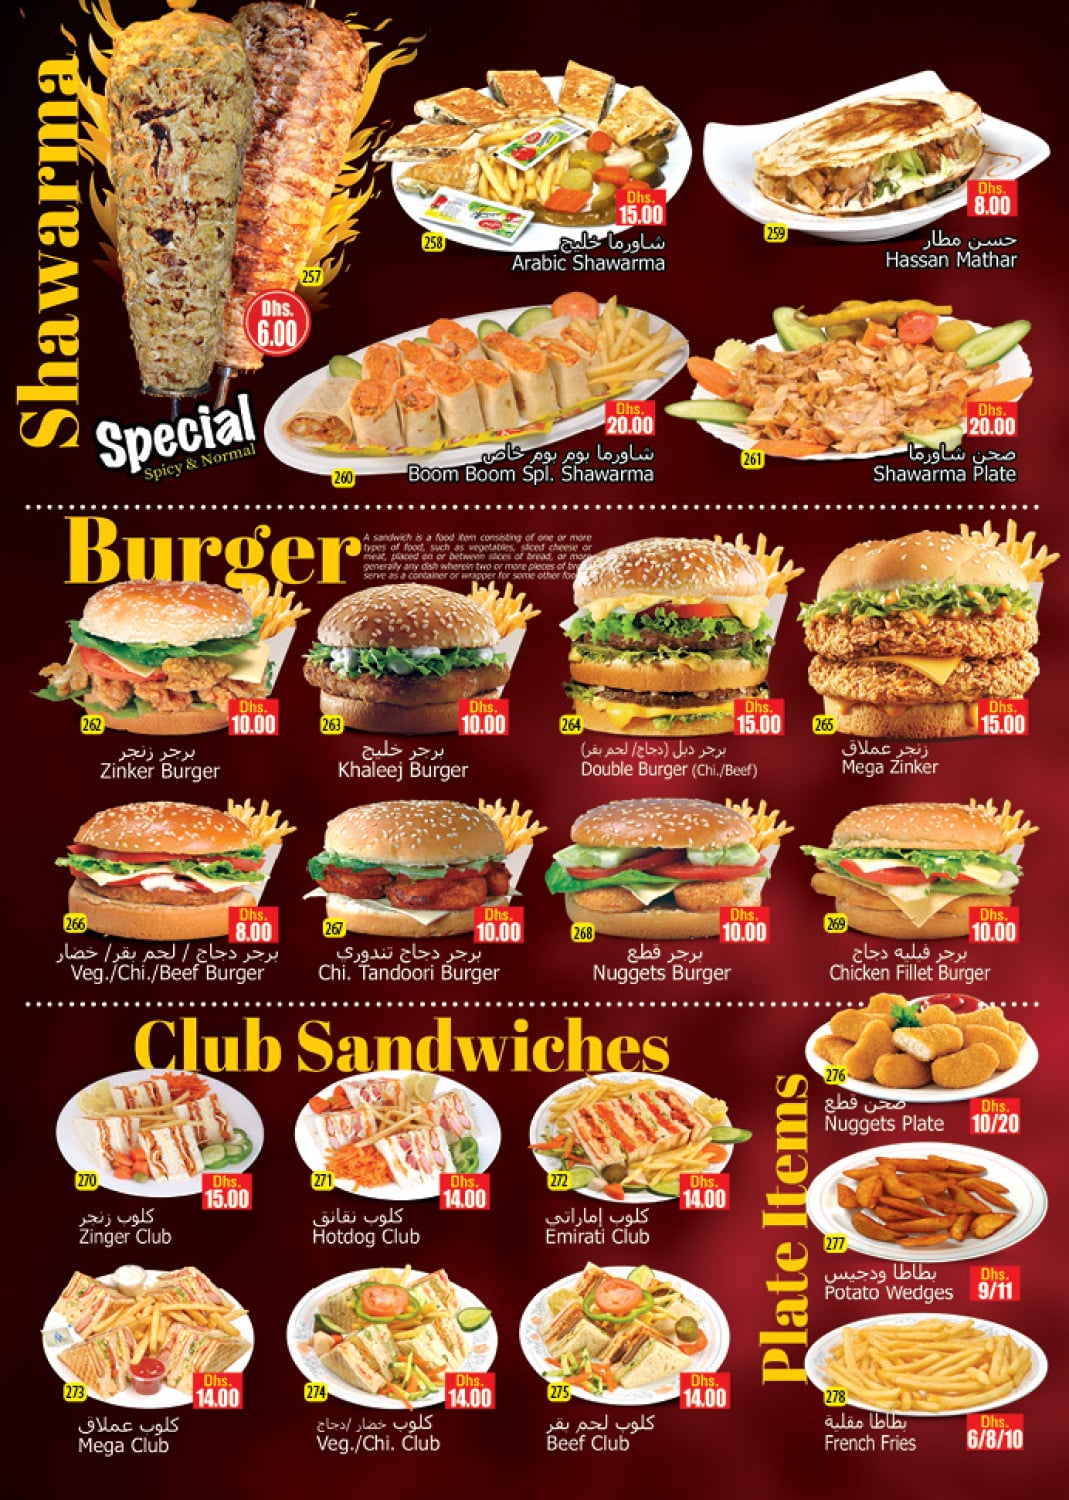 Shawarma
257
Dhs.
6.00
Special
Spicy & Normal
258
Dhs.
15.00
شاورما خليج
Arabic Shawarma
259
Dhs.
8.00
حسن مطار
Hassan Mathar
260
Dhs.
20.00
شاورما بوم بوم خاص
Boom Boom Spl. Shawarma
261
Dhs.
20.00
صحن شاورما
Shawarma Plate
Burger
A sandwich is a food item consisting of one or more
types of food, such as vegetables, sliced cheese or
meat, placed on or between slices of bread, or more
generally any dish wherein two or more pieces of bread
serve as a container or wrapper for some other food
262
Dhs.
10.00
برجر زنجر
Zinker Burger
263
Dhs.
10.00
برجر خليج
Khaleej Burger
264
Dhs.
15.00
برجر دبل (دجاج/ لحم بقر)
Double Burger (Chi./Beef)
265
Dhs.
15.00
زنجر عملاق
Mega Zinker
266
Dhs.
8.00
برجر دجاج / لحم بقر/ خضار
Veg./Chi./Beef Burger
267
Dhs.
10.00
برجر دجاج تندوري
Chi. Tandoori Burger
268
Dhs.
10.00
برجر قطع
Nuggets Burger
269
Dhs.
10.00
برجر فيليه دجاج
Chicken Fillet Burger
Club Sandwiches
270
Dhs.
15.00
كلوب زنجر
Zinger Club
271
Dhs.
14.00
كلوب نقانق
Hotdog Club
272
Dhs.
14.00
كلوب إماراتي
Emirati Club
273
Dhs.
14.00
كلوب عملاق
Mega Club
274
Dhs.
14.00
كلوب خضار /دجاج
Veg./Chi. Club
275
Dhs.
14.00
كلوب لحم بقر
Beef Club
Plate Items
276
صحن قطع
Nuggets Plate
Dhs.
10/20
277
بطاطا ودجيس
Potato Wedges
Dhs.
9/11
278
بطاطا مقلية
French Fries
Dhs.
6/8/10